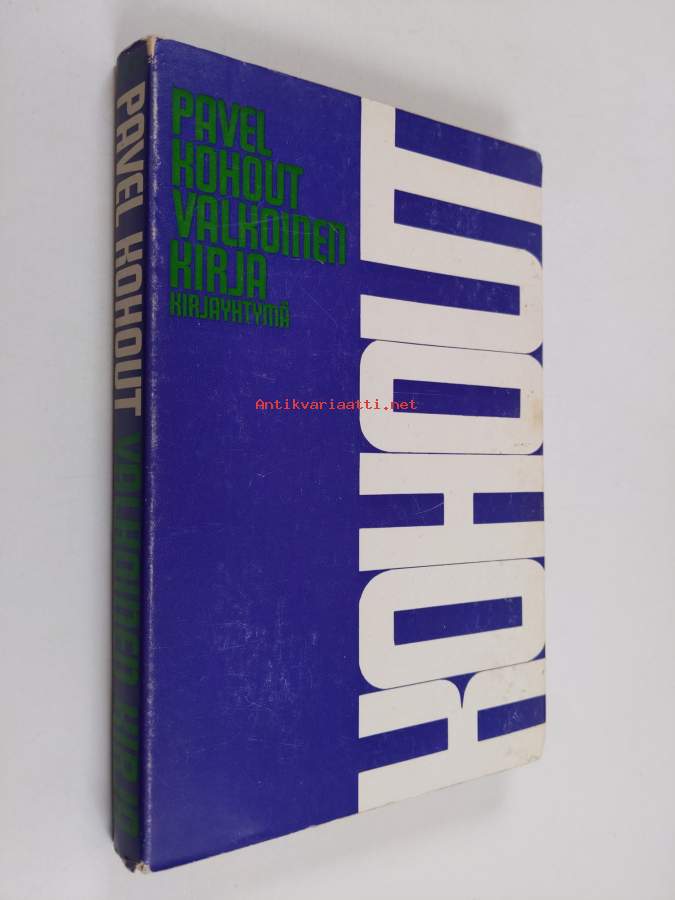 PAVEL KOHOUT VALKOINEN KIRJA
PAVEL
KOHOUT
VALKOINEN
KIRJA
KIRJAYHTYMÄ
KOHOUT
Antikvariaatti.net